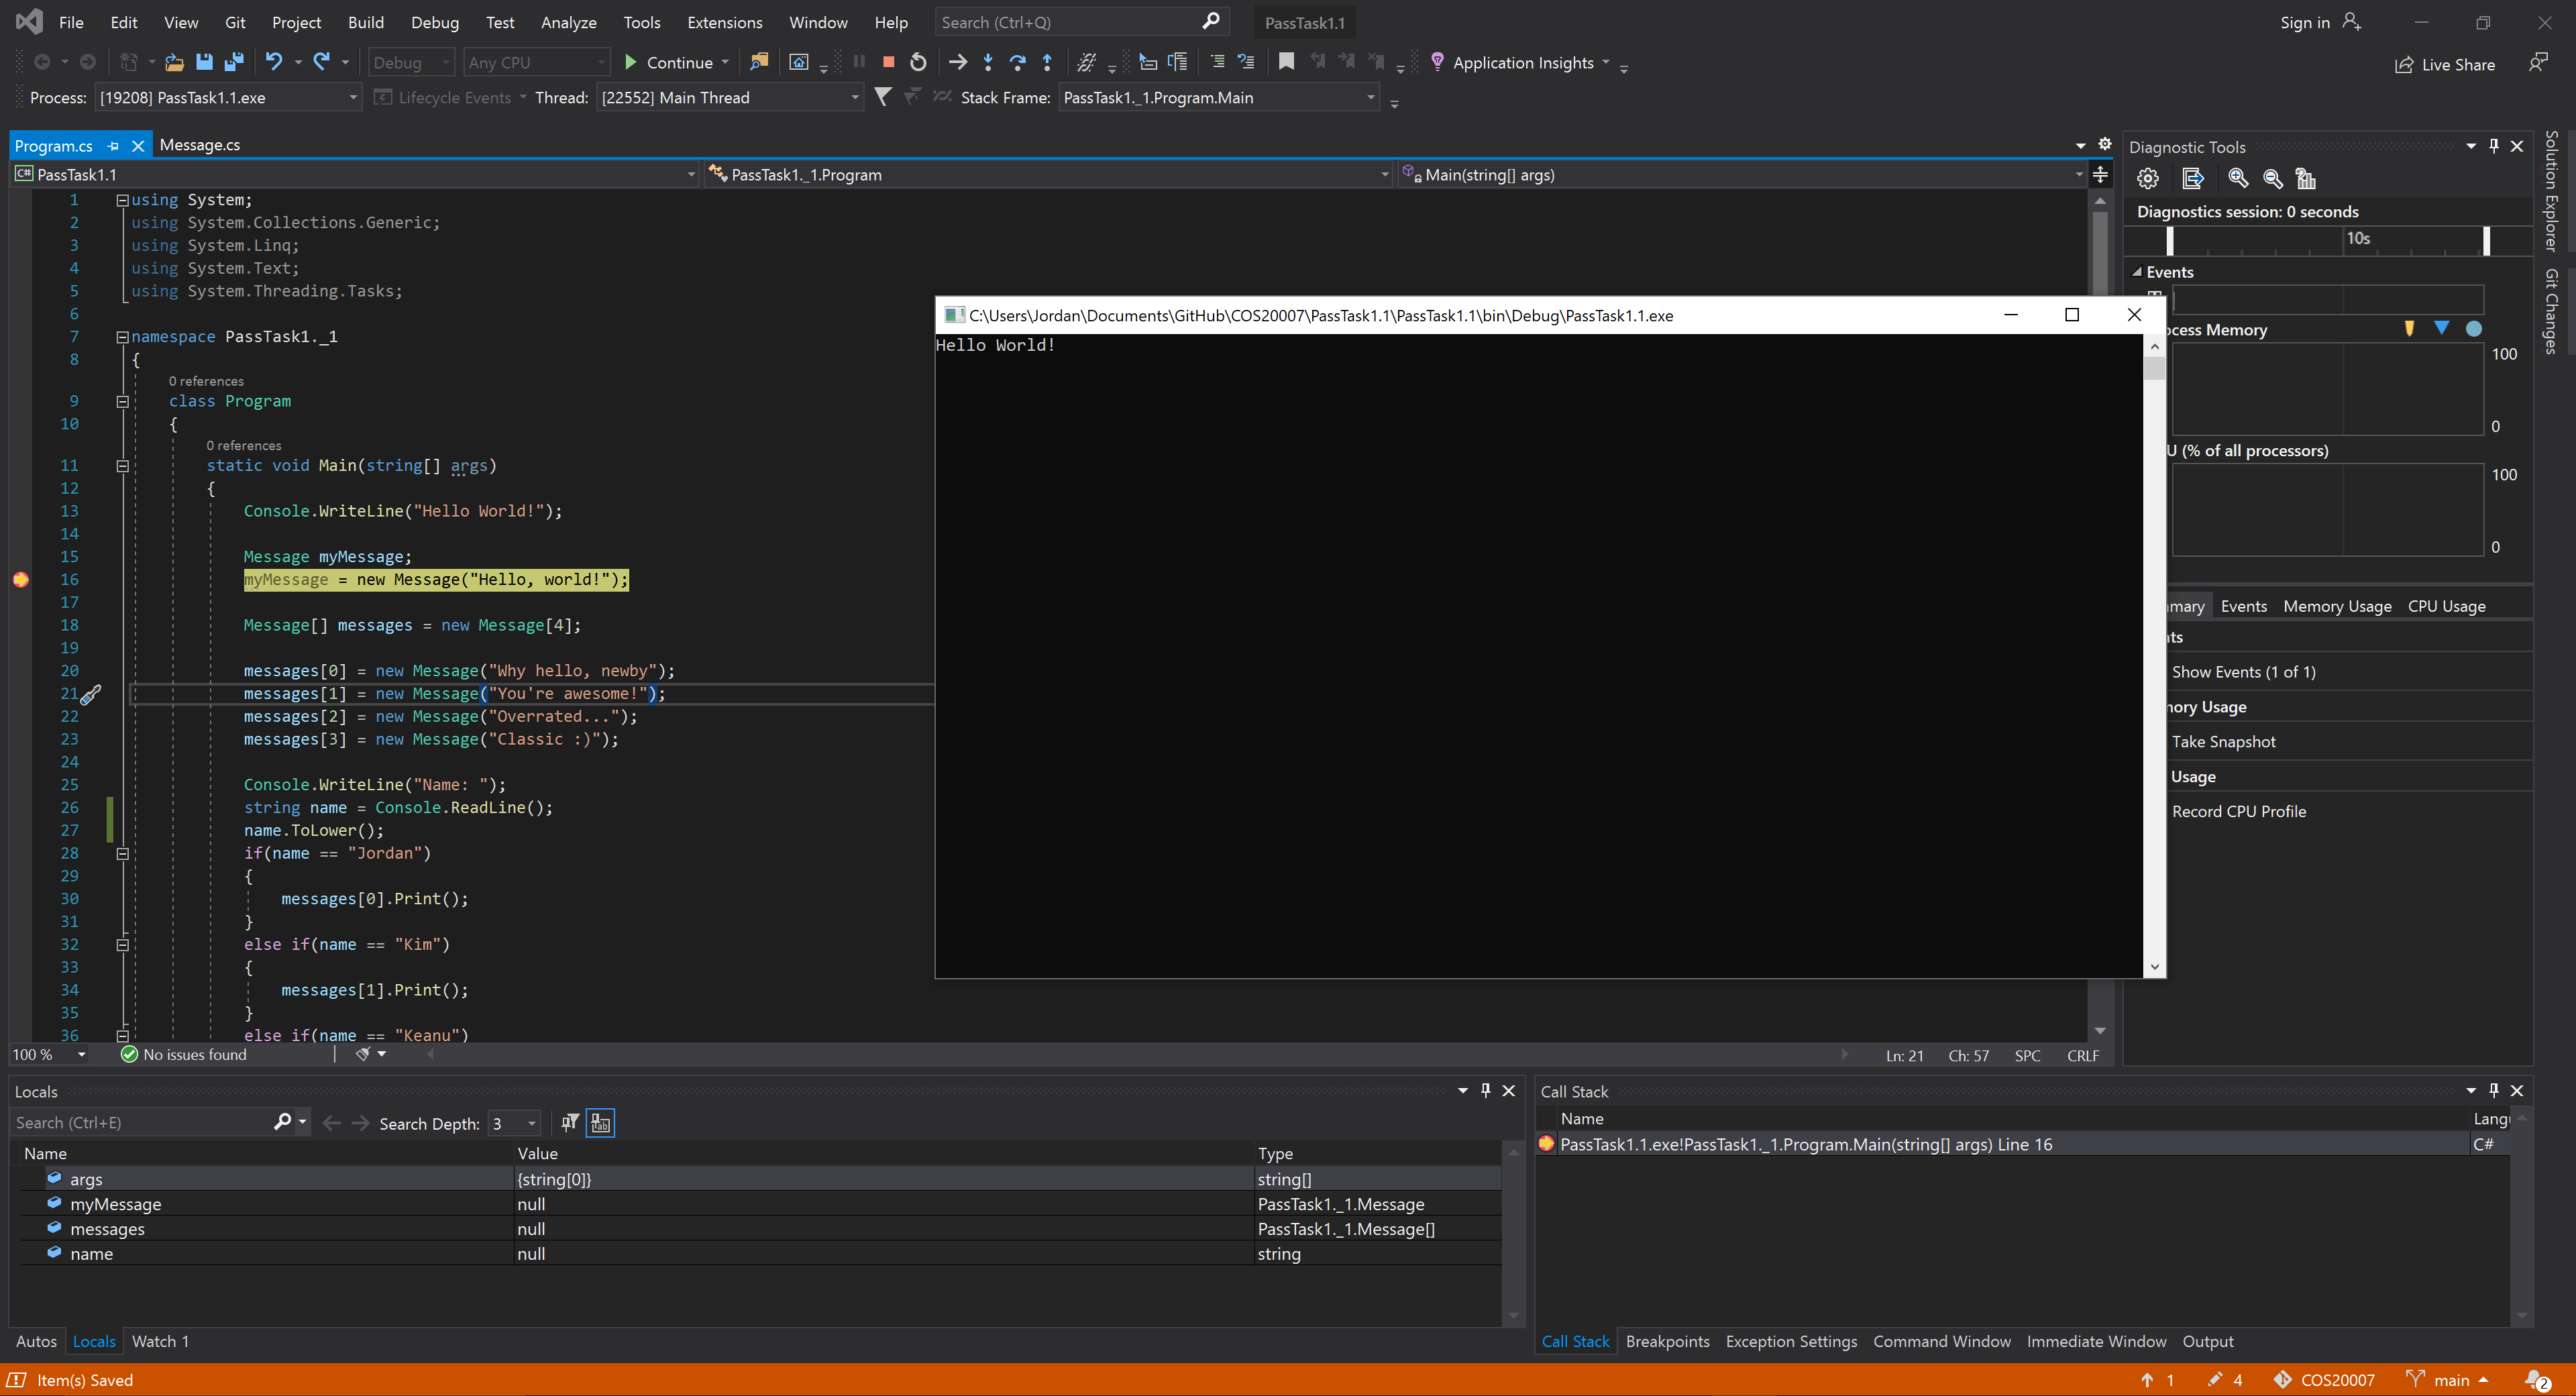 File Edit View Git Project Build Debug Test Analyze Tools Extensions Window Help Search (Ctrl+Q) PassTask1.1 Sign in
Debug Any CPU Continue Application Insights Live Share
Process: [19208] PassTask1.1.exe Lifecycle Events Thread: [22552] Main Thread Stack Frame: PassTask1._1.Program.Main
Program.cs Message.cs
C# PassTask1.1 PassTask1._1.Program Main(string[] args)
1 using System;
2 using System.Collections.Generic;
3 using System.Linq;
4 using System.Text;
5 using System.Threading.Tasks;
6
7 namespace PassTask1._1
8 {
0 references
9 class Program
10 {
0 references
11 static void Main(string[] args)
12 {
13 Console.WriteLine("Hello World!");
14
15 Message myMessage;
16 myMessage = new Message("Hello, world!");
17
18 Message[] messages = new Message[4];
19
20 messages[0] = new Message("Why hello, newby");
21 messages[1] = new Message("You're awesome!");
22 messages[2] = new Message("Overrated...");
23 messages[3] = new Message("Classic :)");
24
25 Console.WriteLine("Name: ");
26 string name = Console.ReadLine();
27 name.ToLower();
28 if(name == "Jordan")
29 {
30 messages[0].Print();
31 }
32 else if(name == "Kim")
33 {
34 messages[1].Print();
35 }
36 else if(name == "Keanu")
100 % No issues found Ln: 21 Ch: 57 SPC CRLF
C:\Users\Jordan\Documents\GitHub\COS20007\PassTask1.1\PassTask1.1\bin\Debug\PassTask1.1.exe
Hello World!
Diagnostic Tools
Diagnostics session: 0 seconds
10s
Events
ocess Memory
100
0
U (% of all processors)
100
0
mmary Events Memory Usage CPU Usage
nts
Show Events (1 of 1)
mory Usage
Take Snapshot
Usage
Record CPU Profile
Solution Explorer
Git Changes
Locals
Search (Ctrl+E) Search Depth: 3
Name Value Type
args {string[0]} string[]
myMessage null PassTask1._1.Message
messages null PassTask1._1.Message[]
name null string
Autos Locals Watch 1
Call Stack
Name Langu
PassTask1.1.exe!PassTask1._1.Program.Main(string[] args) Line 16 C#
Call Stack Breakpoints Exception Settings Command Window Immediate Window Output
Item(s) Saved 1 4 COS20007 main 2